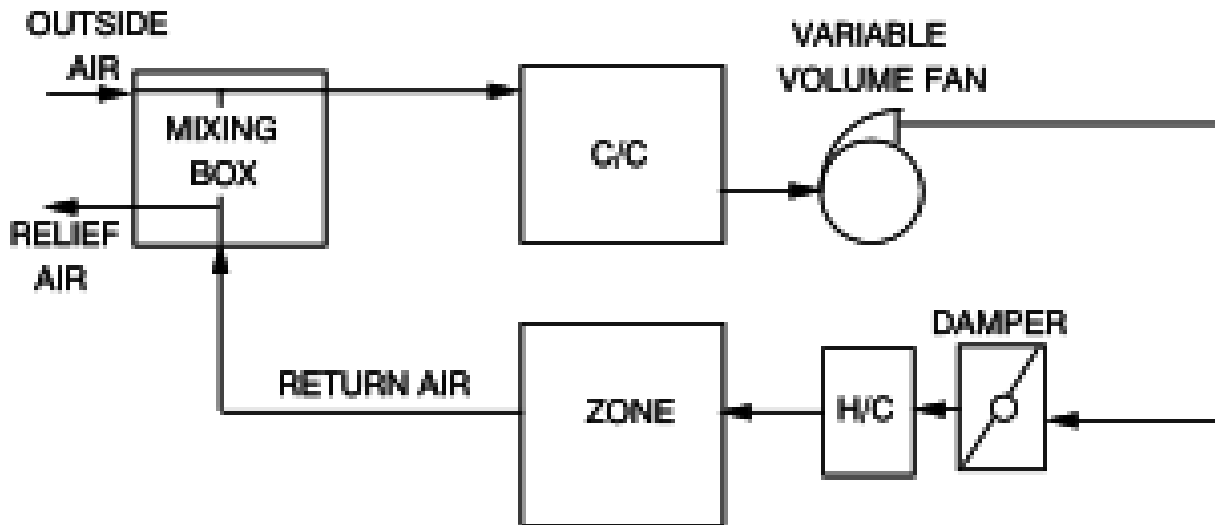 OUTSIDE
AIR
VARIABLE
VOLUME FAN
MIXING
BOX
C/C
RELIEF
AIR
DAMPER
RETURN AIR
ZONE
H/C